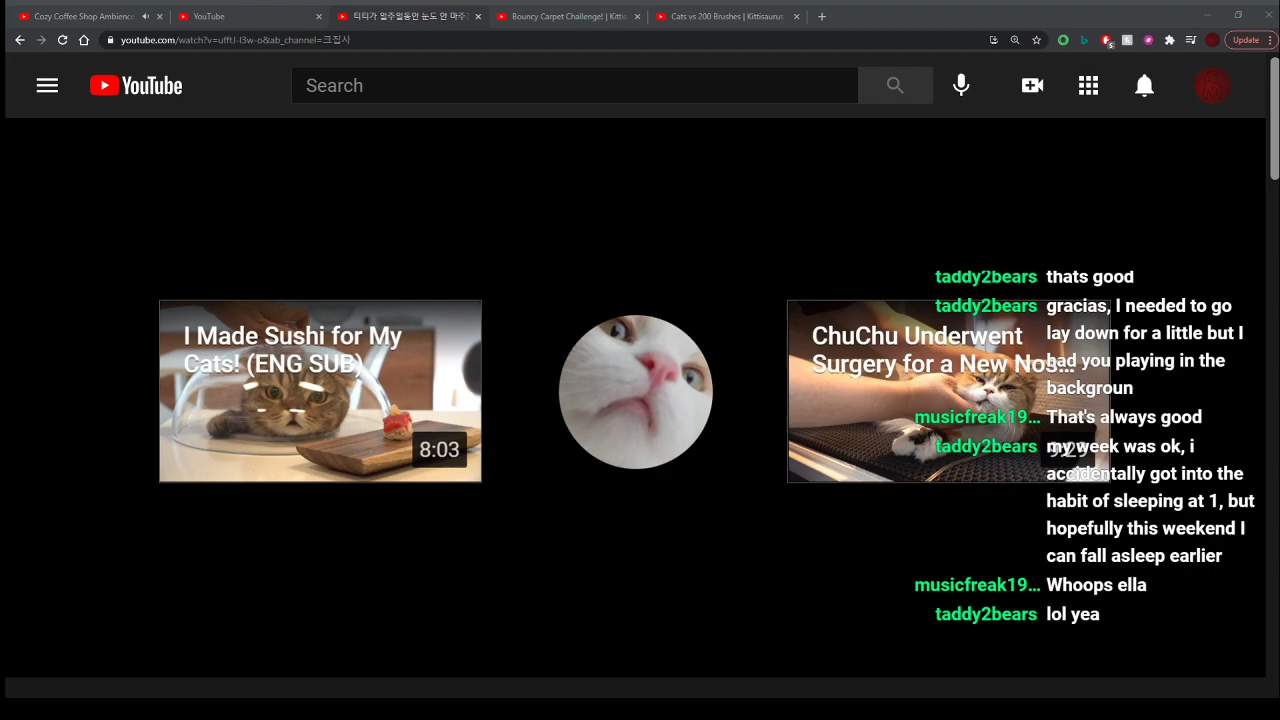 Cozy Coffee Shop Ambience
YouTube
Bouncy Carpet Challenge! | Kitti
Cats vs 200 Brushes | Kittisaurus
youtube.com/watch?v=ufftJ-l3w-o&ab_channel=크집사
Update
5
YouTube
Search
I Made Sushi for My
Cats! (ENG SUB)
8:03
ChuChu Underwent
Surgery for a New Nos...
taddy2bears thats good
taddy2bears gracias, I needed to go
lay down for a little but I
had you playing in the
backgroun
musicfreak19... That's always good
taddy2bears my week was ok, i
accidentally got into the
habit of sleeping at 1, but
hopefully this weekend I
can fall asleep earlier
musicfreak19... Whoops ella
taddy2bears lol yea